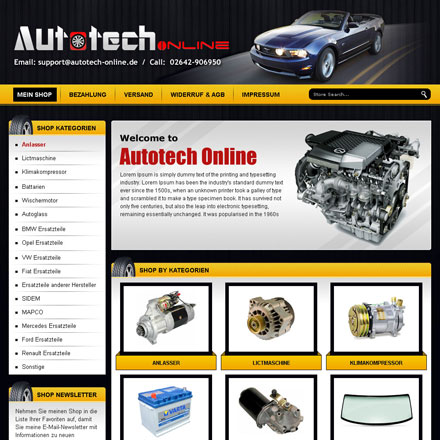 Autotech ONLINE
Email: support@autotech-online.de / Call: 02642-906950
MEIN SHOP
BEZAHLUNG
VERSAND
WIDERRUF & AGB
IMPRESSUM
More Search...
SHOP KATEGORIEN
Anlasser
Lictmaschine
Klimakompressor
Battarien
Wischermotor
Autoglass
BMW Ersatzteile
Opel Ersatzteile
VW Ersatzteile
Fiat Ersatzteile
Ersatzteile anderer Hersteller
SIDEM
MAPCO
Mercedes Ersatzteile
Ford Ersatzteile
Renault Ersatzteile
Sonstige
Welcome to
Autotech Online
Lorem Ipsum is simply dummy text of the printing and typesetting
industry. Lorem Ipsum has been the industry's standard dummy
text ever since the 1500s, when an unknown printer took a galley of type
and scrambled it to make a type specimen book. It has survived not
only five centuries, but also the leap into electronic typesetting,
remaining essentially unchanged. It was popularised in the 1960s
SHOP BY KATEGORIEN
ANLASSER
LICTMASCHINE
KLIMAKOMPRESSOR
VARTA
SHOP NEWSLETTER
Nehmen Sie meinen Shop in die
Liste Ihrer Favoriten auf, damit
Sie meine E-Mail-Newsletter mit
Informationen zu neuen